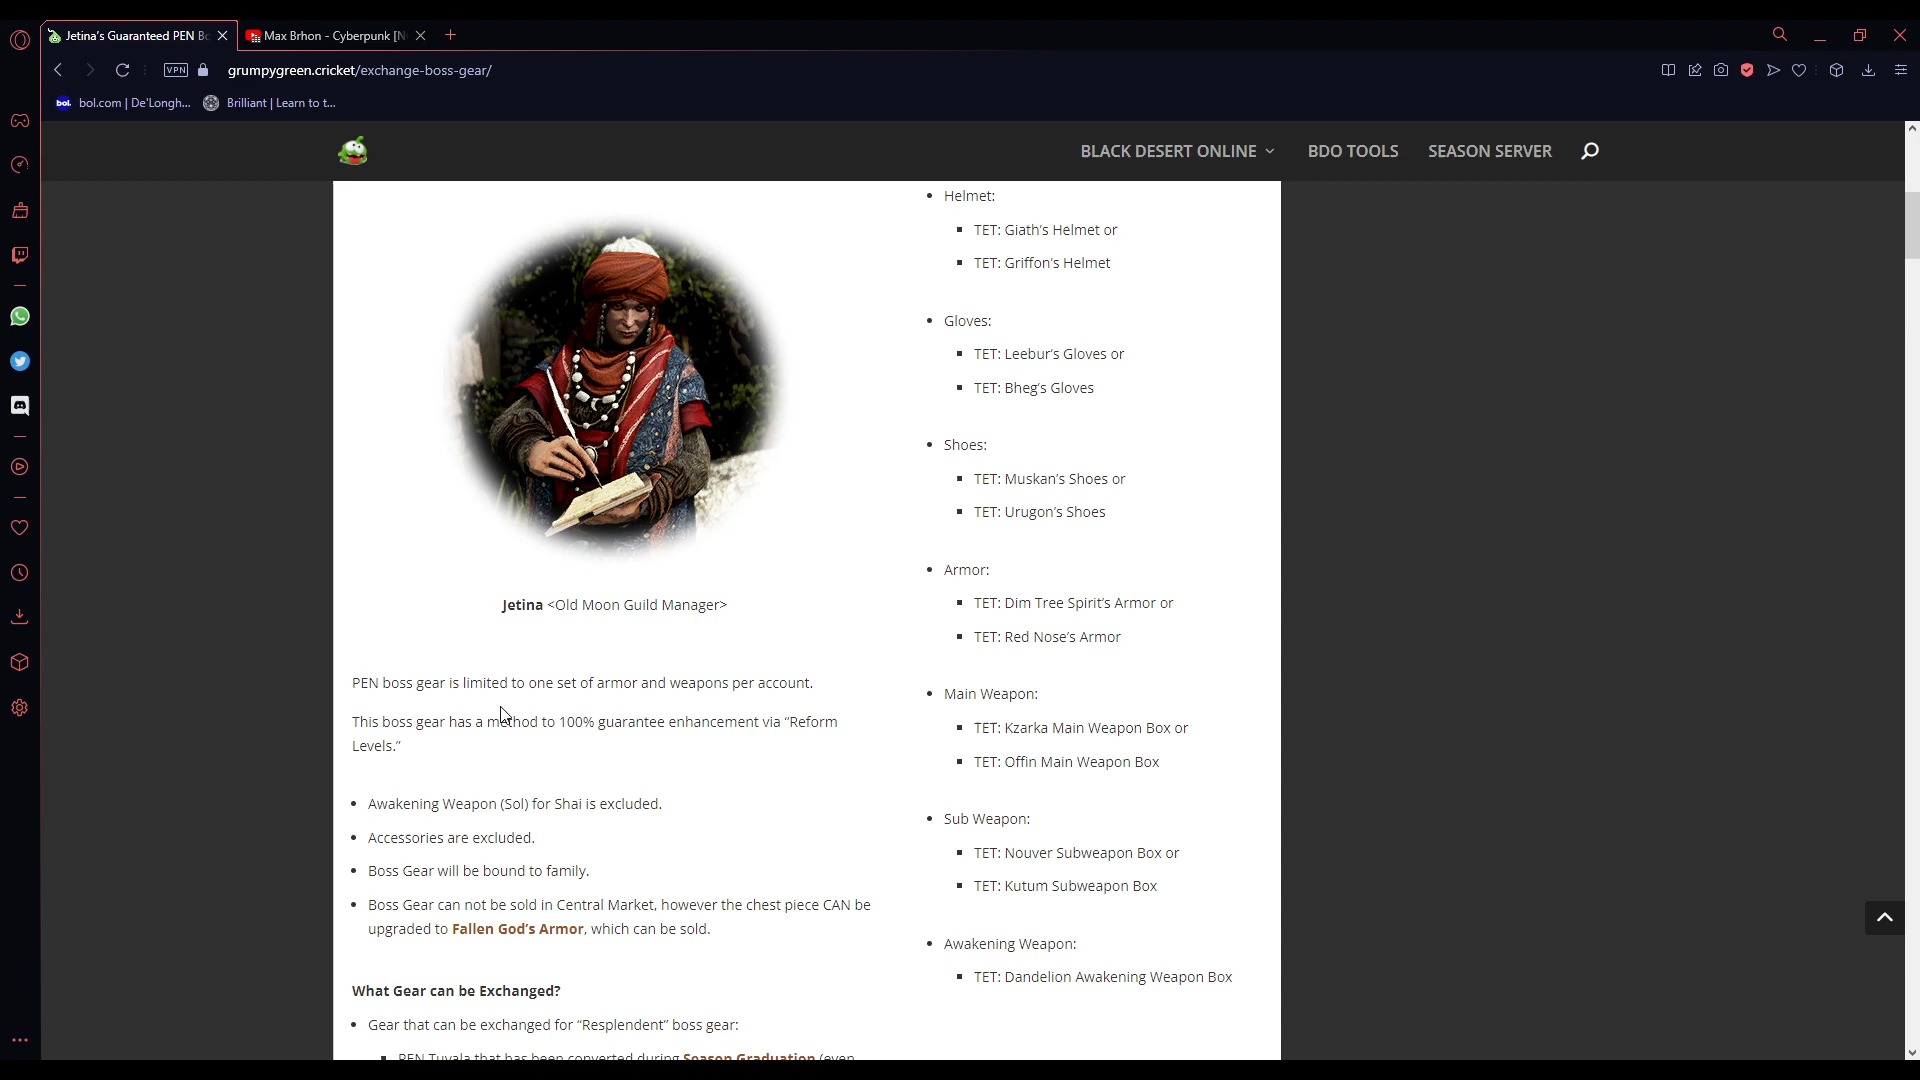 Jetina's Guaranteed PEN Bo
Max Brhon - Cyberpunk [N
VPN
grumpygreen.cricket/exchange-boss-gear/
bol.
bol.com | De'Longh...
Brilliant | Learn to t...
BLACK DESERT ONLINE
BDO TOOLS
SEASON SERVER
Jetina <Old Moon Guild Manager>
PEN boss gear is limited to one set of armor and weapons per account.
This boss gear has a method to 100% guarantee enhancement via “Reform
Levels.”
• Awakening Weapon (Sol) for Shai is excluded.
• Accessories are excluded.
• Boss Gear will be bound to family.
• Boss Gear can not be sold in Central Market, however the chest piece CAN be
upgraded to Fallen God's Armor, which can be sold.
What Gear can be Exchanged?
• Gear that can be exchanged for “Resplendent” boss gear:
▪ PEN Tuvala that has been converted during Season Graduation (even
• Helmet:
▪ TET: Giath's Helmet or
▪ TET: Griffon's Helmet
• Gloves:
▪ TET: Leebur's Gloves or
▪ TET: Bheg's Gloves
• Shoes:
▪ TET: Muskan's Shoes or
▪ TET: Urugon's Shoes
• Armor:
▪ TET: Dim Tree Spirit's Armor or
▪ TET: Red Nose's Armor
• Main Weapon:
▪ TET: Kzarka Main Weapon Box or
▪ TET: Offin Main Weapon Box
• Sub Weapon:
▪ TET: Nouver Subweapon Box or
▪ TET: Kutum Subweapon Box
• Awakening Weapon:
▪ TET: Dandelion Awakening Weapon Box